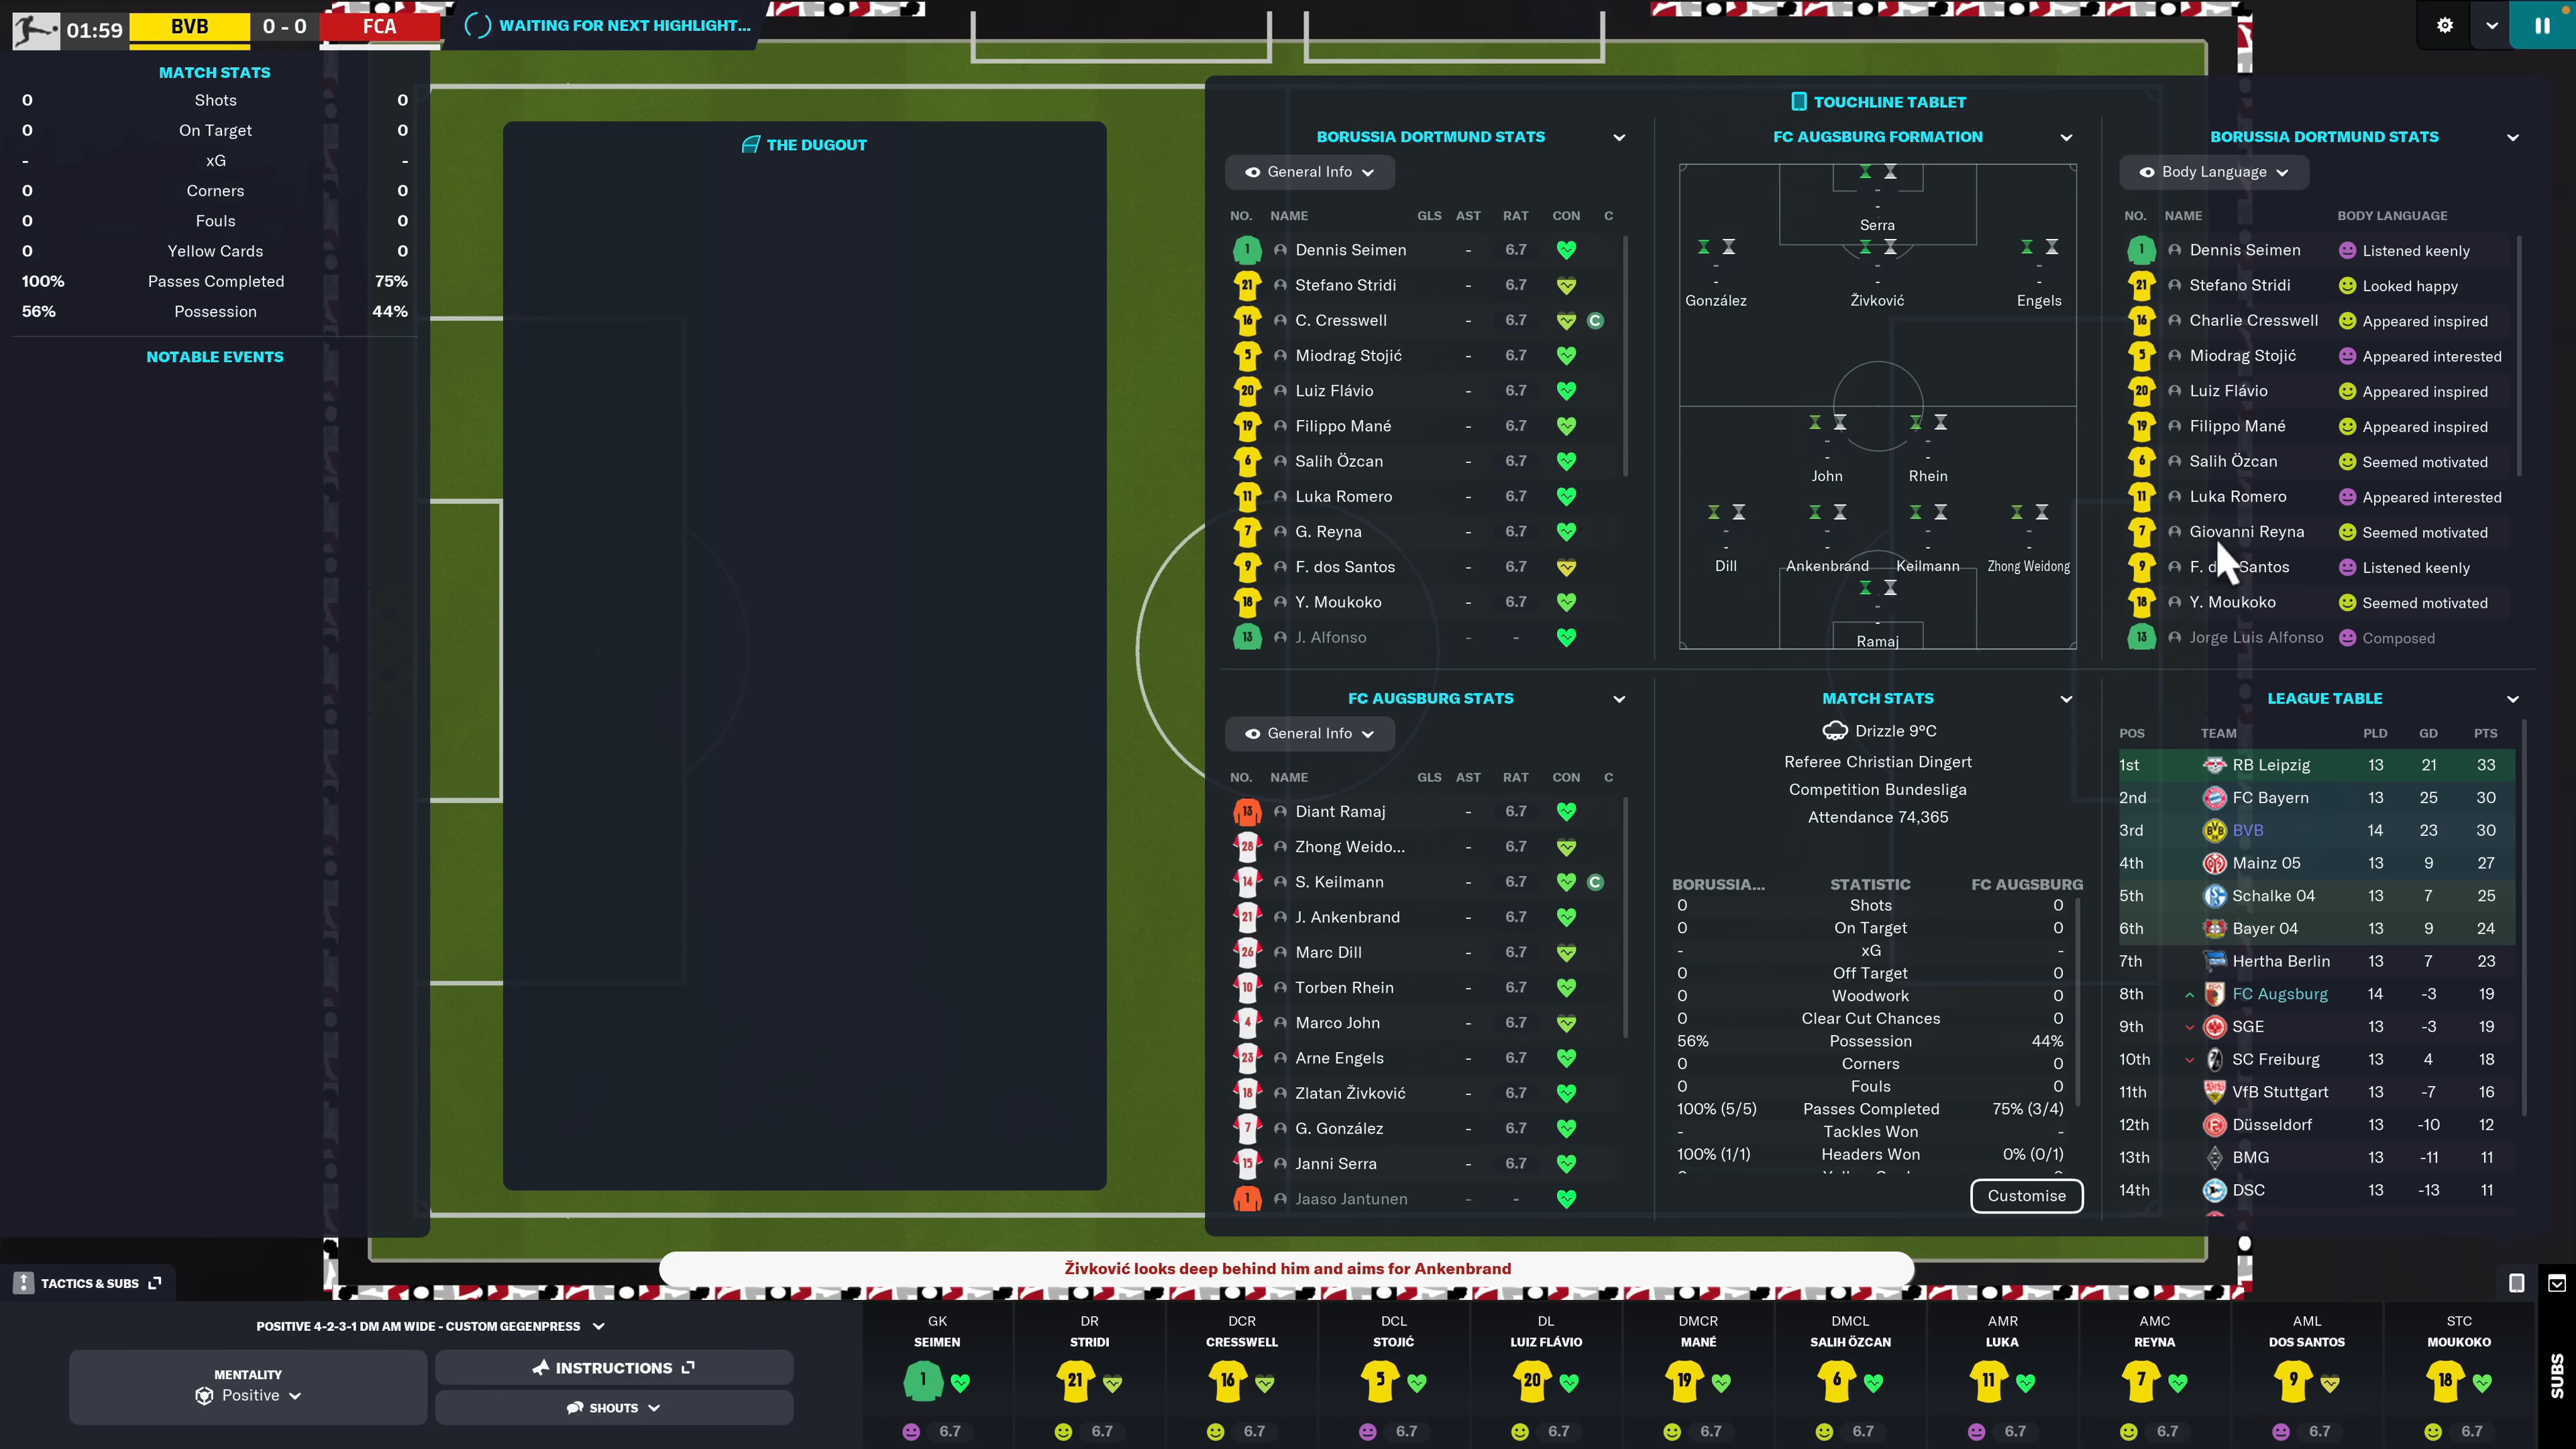 01:59 BVB 0 - 0 FCA WAITING FOR NEXT HIGHLIGHT...
MATCH STATS
0 Shots 0
0 On Target 0
- xG -
0 Corners 0
0 Fouls 0
0 Yellow Cards 0
100% Passes Completed 75%
56% Possession 44%
NOTABLE EVENTS
THE DUGOUT
TOUCHLINE TABLET
BORUSSIA DORTMUND STATS
General Info
NO. NAME GLS AST RAT CON C
1 Dennis Seimen - 6.7
21 Stefano Stridi - 6.7
16 C. Cresswell - 6.7 C
5 Miodrag Stojić - 6.7
20 Luiz Flávio - 6.7
19 Filippo Mané - 6.7
6 Salih Özcan - 6.7
11 Luka Romero - 6.7
7 G. Reyna - 6.7
9 F. dos Santos - 6.7
18 Y. Moukoko - 6.7
13 J. Alfonso - -
FC AUGSBURG FORMATION
Serra
González Živković Engels
John Rhein
Dill Ankenbrand Keilmann Zhong Weidong
Ramaj
BORUSSIA DORTMUND STATS
Body Language
NO. NAME BODY LANGUAGE
1 Dennis Seimen Listened keenly
21 Stefano Stridi Looked happy
16 Charlie Cresswell Appeared inspired
5 Miodrag Stojić Appeared interested
20 Luiz Flávio Appeared inspired
19 Filippo Mané Appeared inspired
6 Salih Özcan Seemed motivated
11 Luka Romero Appeared interested
7 Giovanni Reyna Seemed motivated
9 F. d Santos Listened keenly
18 Y. Moukoko Seemed motivated
13 Jorge Luis Alfonso Composed
FC AUGSBURG STATS
General Info
NO. NAME GLS AST RAT CON C
13 Diant Ramaj - 6.7
28 Zhong Weido... - 6.7
14 S. Keilmann - 6.7 C
21 J. Ankenbrand - 6.7
26 Marc Dill - 6.7
10 Torben Rhein - 6.7
4 Marco John - 6.7
23 Arne Engels - 6.7
18 Zlatan Živković - 6.7
7 G. González - 6.7
15 Janni Serra - 6.7
1 Jaaso Jantunen - -
MATCH STATS
Drizzle 9°C
Referee Christian Dingert
Competition Bundesliga
Attendance 74,365
BORUSSIA... STATISTIC FC AUGSBURG
0 Shots 0
0 On Target 0
- xG -
0 Off Target 0
0 Woodwork 0
0 Clear Cut Chances 0
56% Possession 44%
0 Corners 0
0 Fouls 0
100% (5/5) Passes Completed 75% (3/4)
- Tackles Won -
100% (1/1) Headers Won 0% (0/1)
Customise
LEAGUE TABLE
POS TEAM PLD GD PTS
1st RB Leipzig 13 21 33
2nd FC Bayern 13 25 30
3rd BVB 14 23 30
4th Mainz 05 13 9 27
5th Schalke 04 13 7 25
6th Bayer 04 13 9 24
7th Hertha Berlin 13 7 23
8th FC Augsburg 14 -3 19
9th SGE 13 -3 19
10th SC Freiburg 13 4 18
11th VfB Stuttgart 13 -7 16
12th Düsseldorf 13 -10 12
13th BMG 13 -11 11
14th DSC 13 -13 11
Živković looks deep behind him and aims for Ankenbrand
TACTICS & SUBS
POSITIVE 4-2-3-1 DM AM WIDE - CUSTOM GEGENPRESS
MENTALITY
Positive
INSTRUCTIONS
SHOUTS
GK DR DCR DCL DL DMCR DMCL AMR AMC AML STC
SEIMEN STRIDI CRESSWELL STOJIĆ LUIZ FLÁVIO MANÉ SALIH ÖZCAN LUKA REYNA DOS SANTOS MOUKOKO
1 21 16 5 20 19 6 11 7 9 18
6.7 6.7 6.7 6.7 6.7 6.7 6.7 6.7 6.7 6.7 6.7
SUBS